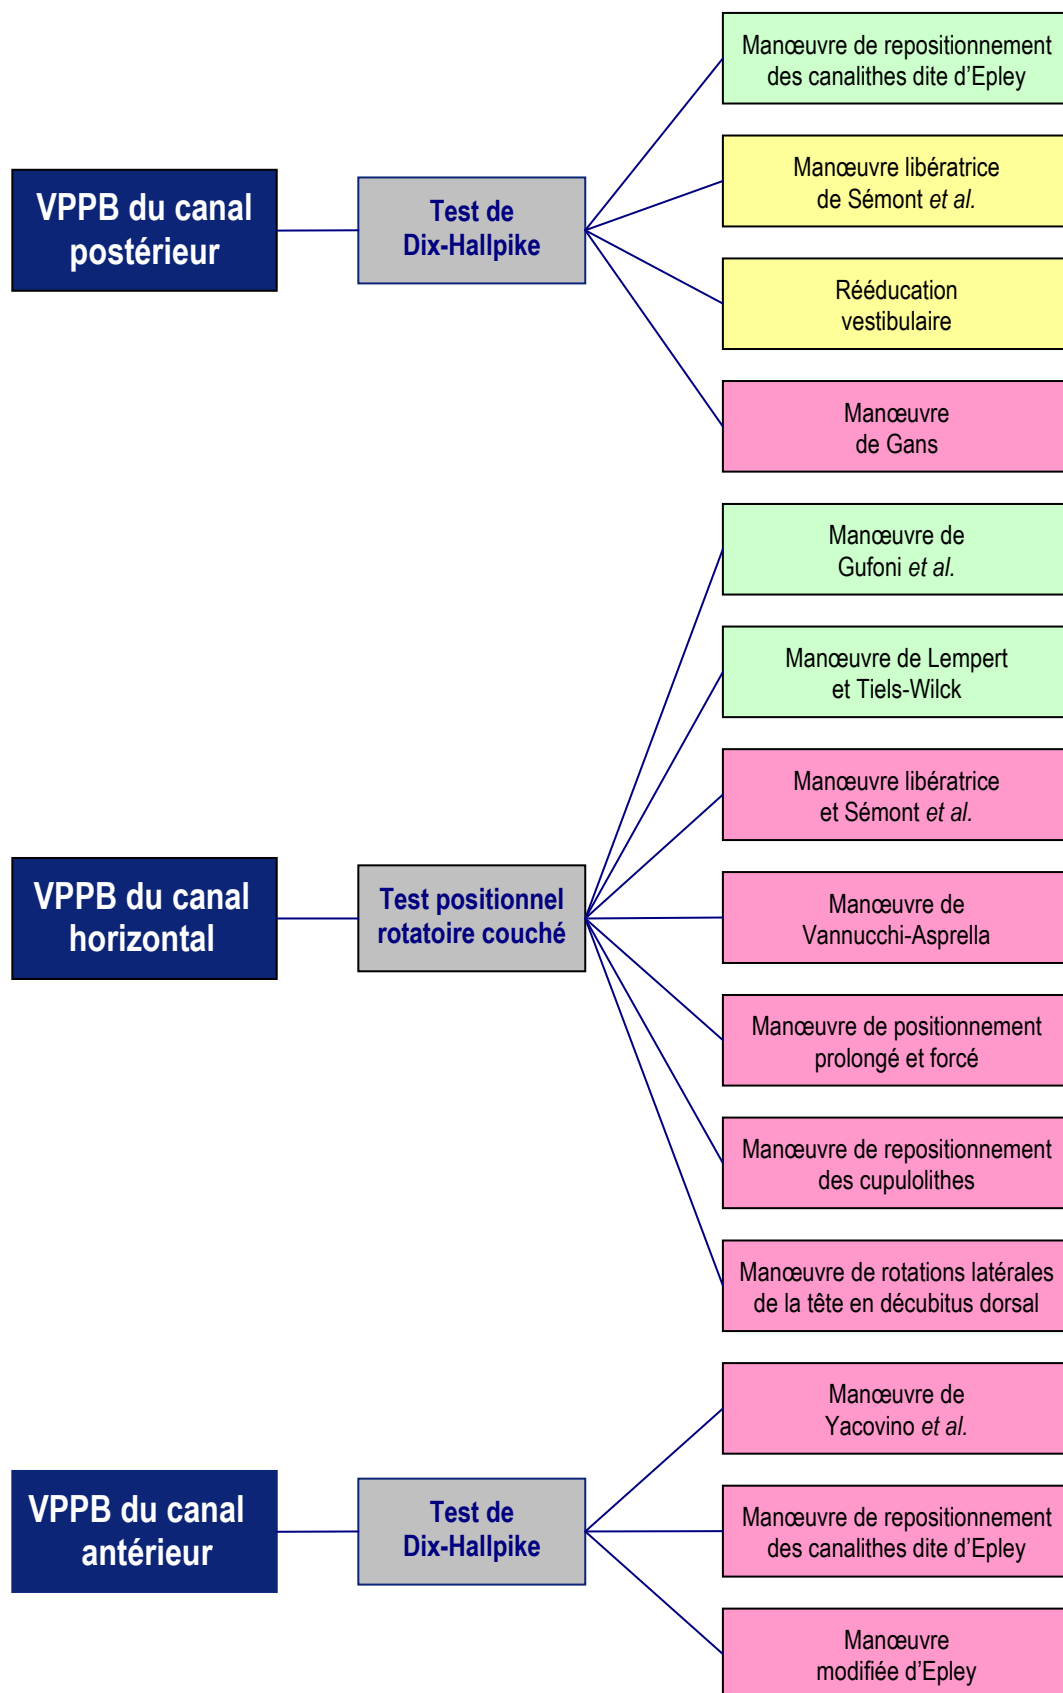 VPPB du canal
postérieur
Test de
Dix-Hallpike
Manœuvre de repositionnement
des canalithes dite d’Epley
Manœuvre libératrice
de Sémont et al.
Rééducation
vestibulaire
Manœuvre
de Gans
VPPB du canal
horizontal
Test positionnel
rotatoire couché
Manœuvre de
Gufoni et al.
Manœuvre de Lempert
et Tiels-Wilck
Manœuvre libératrice
et Sémont et al.
Manœuvre de
Vannucchi-Asprella
Manœuvre de positionnement
prolongé et forcé
Manœuvre de repositionnement
des cupulolithes
Manœuvre de rotations latérales
de la tête en décubitus dorsal
VPPB du canal
antérieur
Test de
Dix-Hallpike
Manœuvre de
Yacovino et al.
Manœuvre de repositionnement
des canalithes dite d’Epley
Manœuvre
modifiée d’Epley